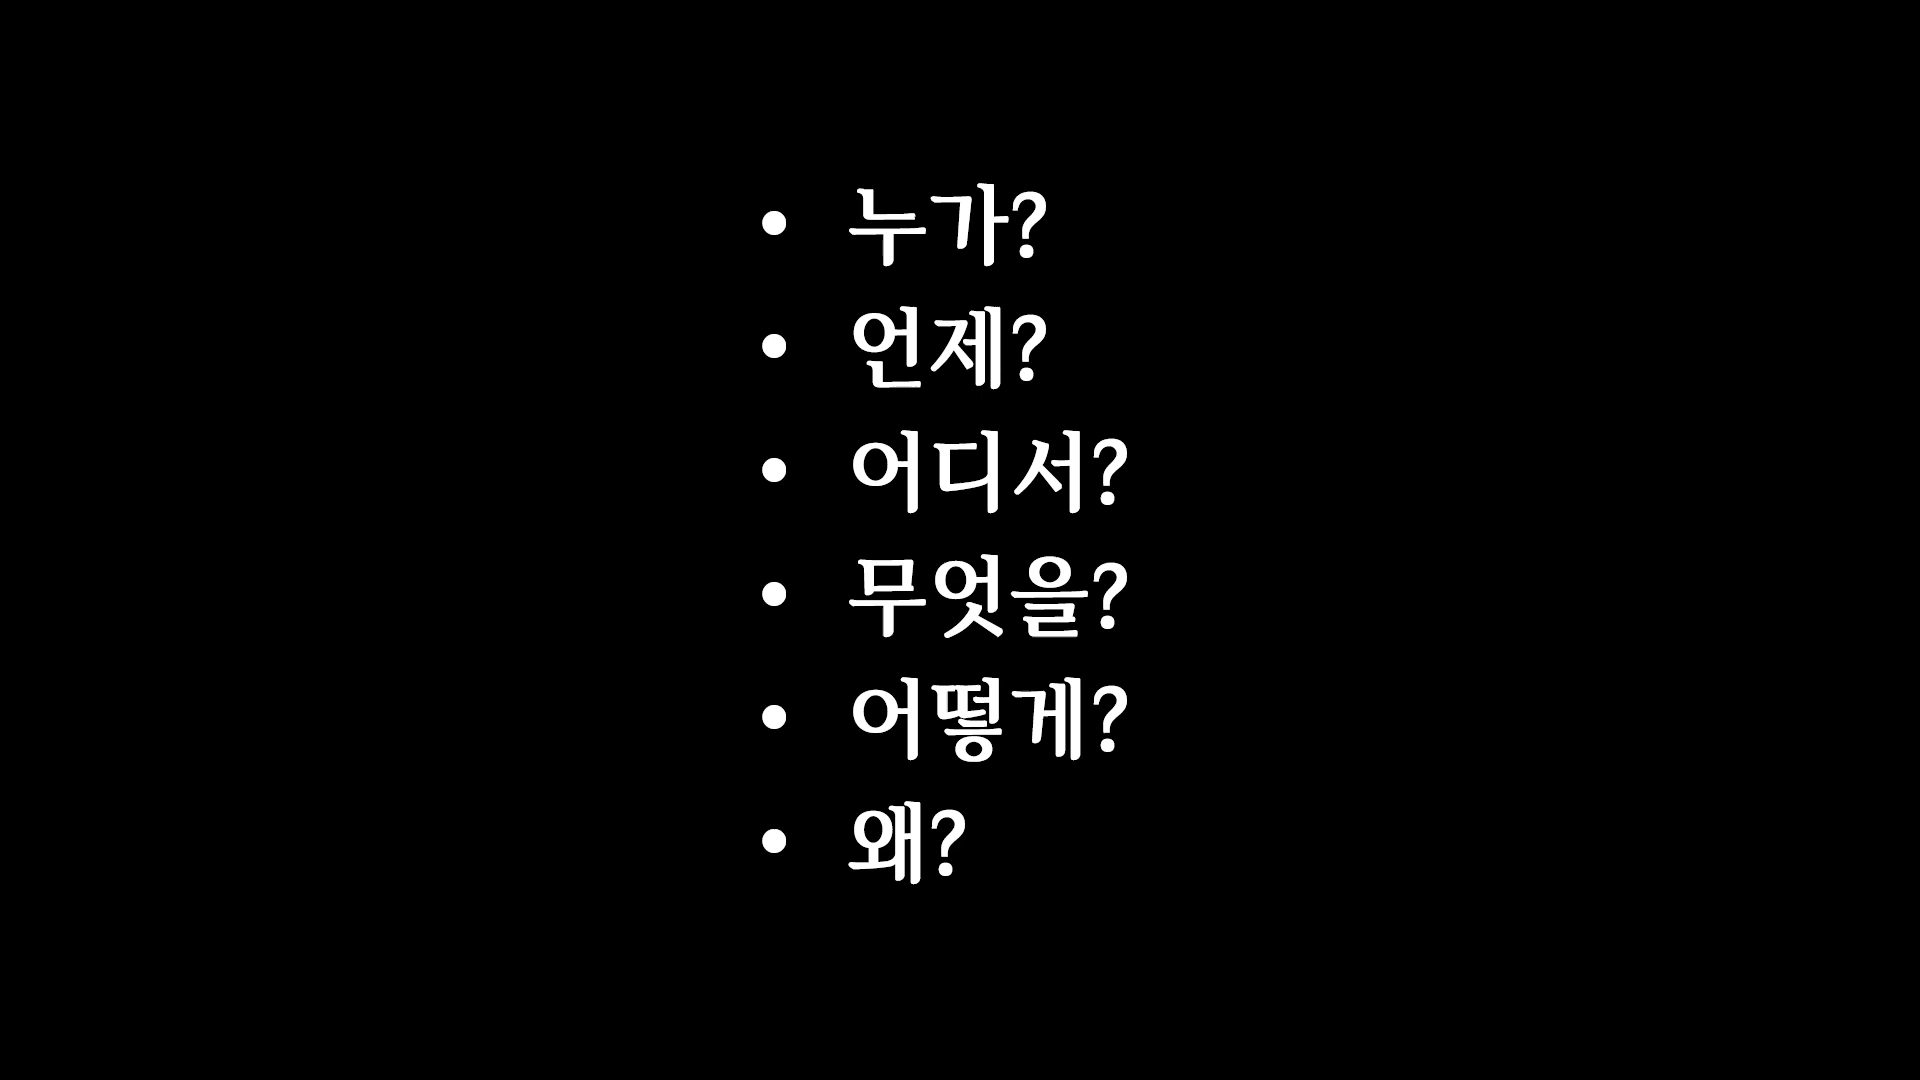 • 누가?
• 언제?
• 어디서?
• 무엇을?
• 어떻게?
• 왜?